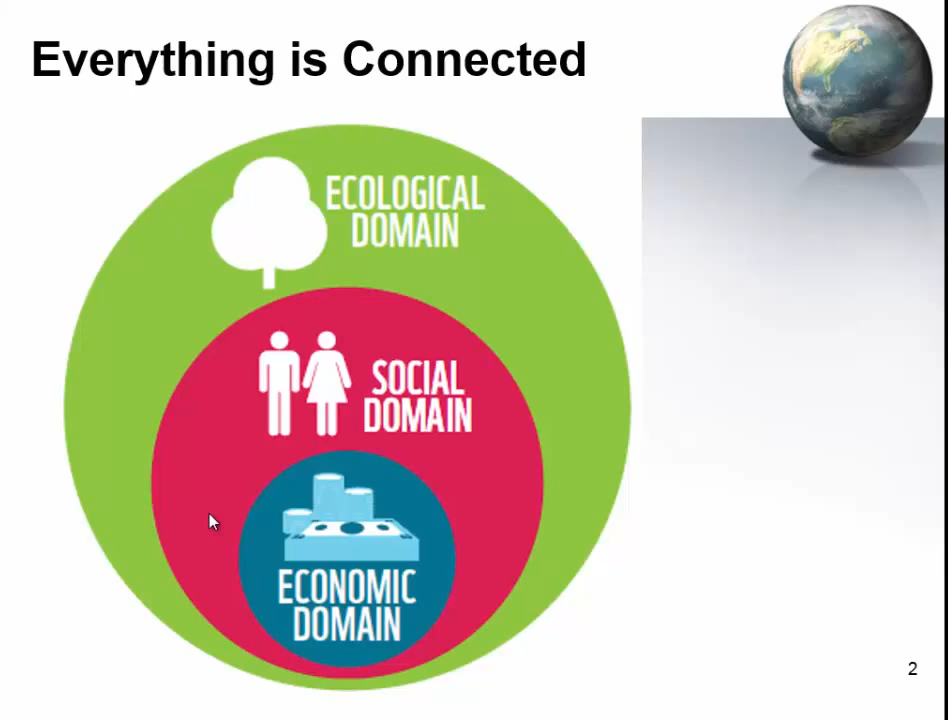 Everything is Connected
ECOLOGICAL
DOMAIN
SOCIAL
DOMAIN
ECONOMIC
DOMAIN
2